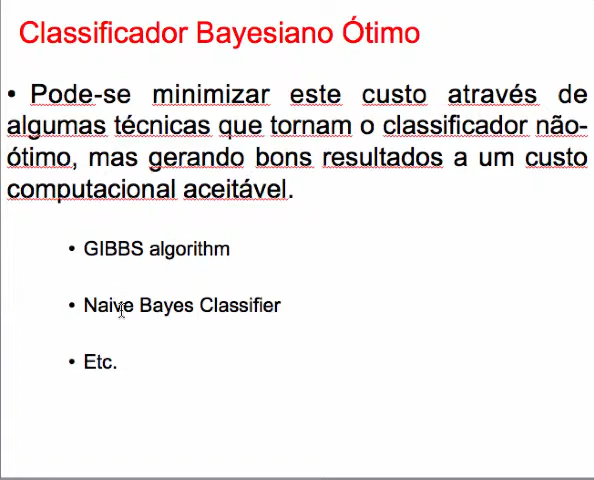 Classificador Bayesiano Ótimo
• Pode-se minimizar este custo através de
algumas técnicas que tornam o classificador não-
ótimo, mas gerando bons resultados a um custo
computacional aceitável.
• GIBBS algorithm
• Naive Bayes Classifier
• Etc.